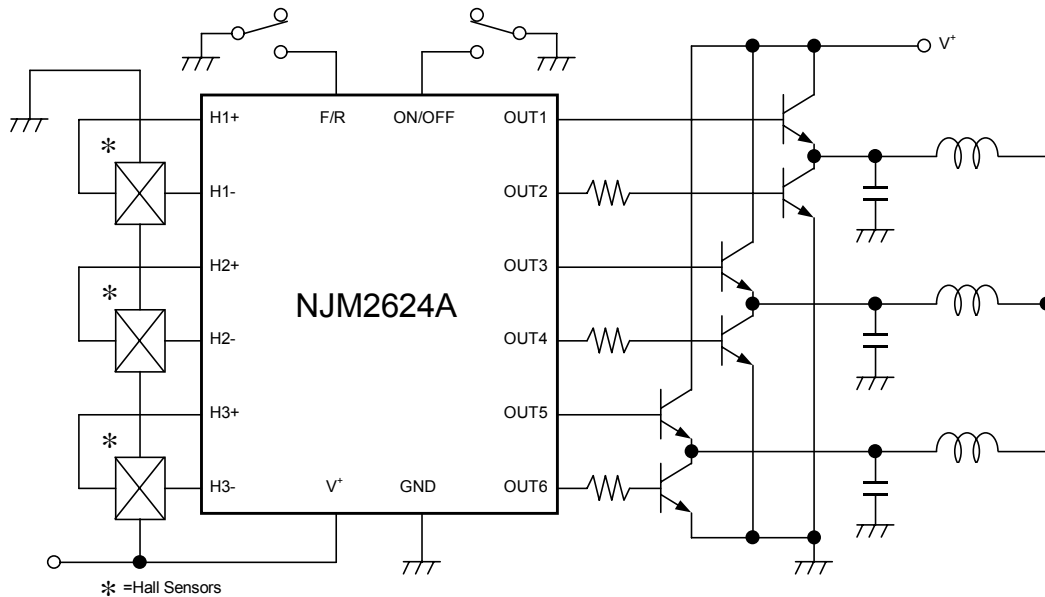 V⁺
H1+ F/R ON/OFF OUT1
*
H1- OUT2
H2+ OUT3
*
NJM2624A
H2- OUT4
H3+ OUT5
*
H3- V⁺ GND OUT6
* =Hall Sensors